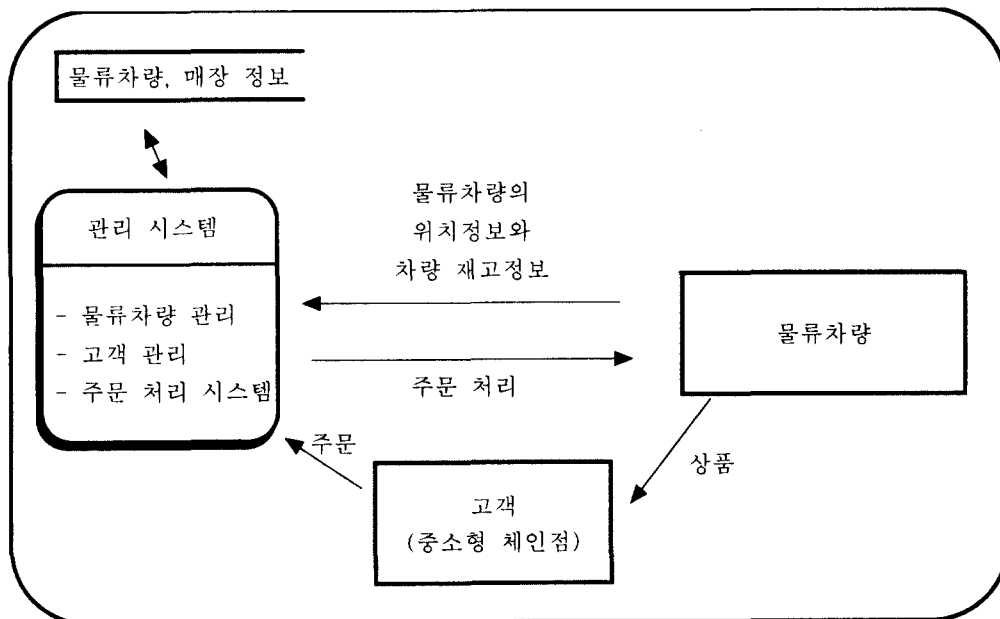 물류차량, 매장 정보
관리 시스템
- 물류차량 관리
- 고객 관리
- 주문 처리 시스템
물류차량의
위치정보와
차량 재고정보
주문 처리
물류차량
주문
상품
고객
(중소형 체인점)